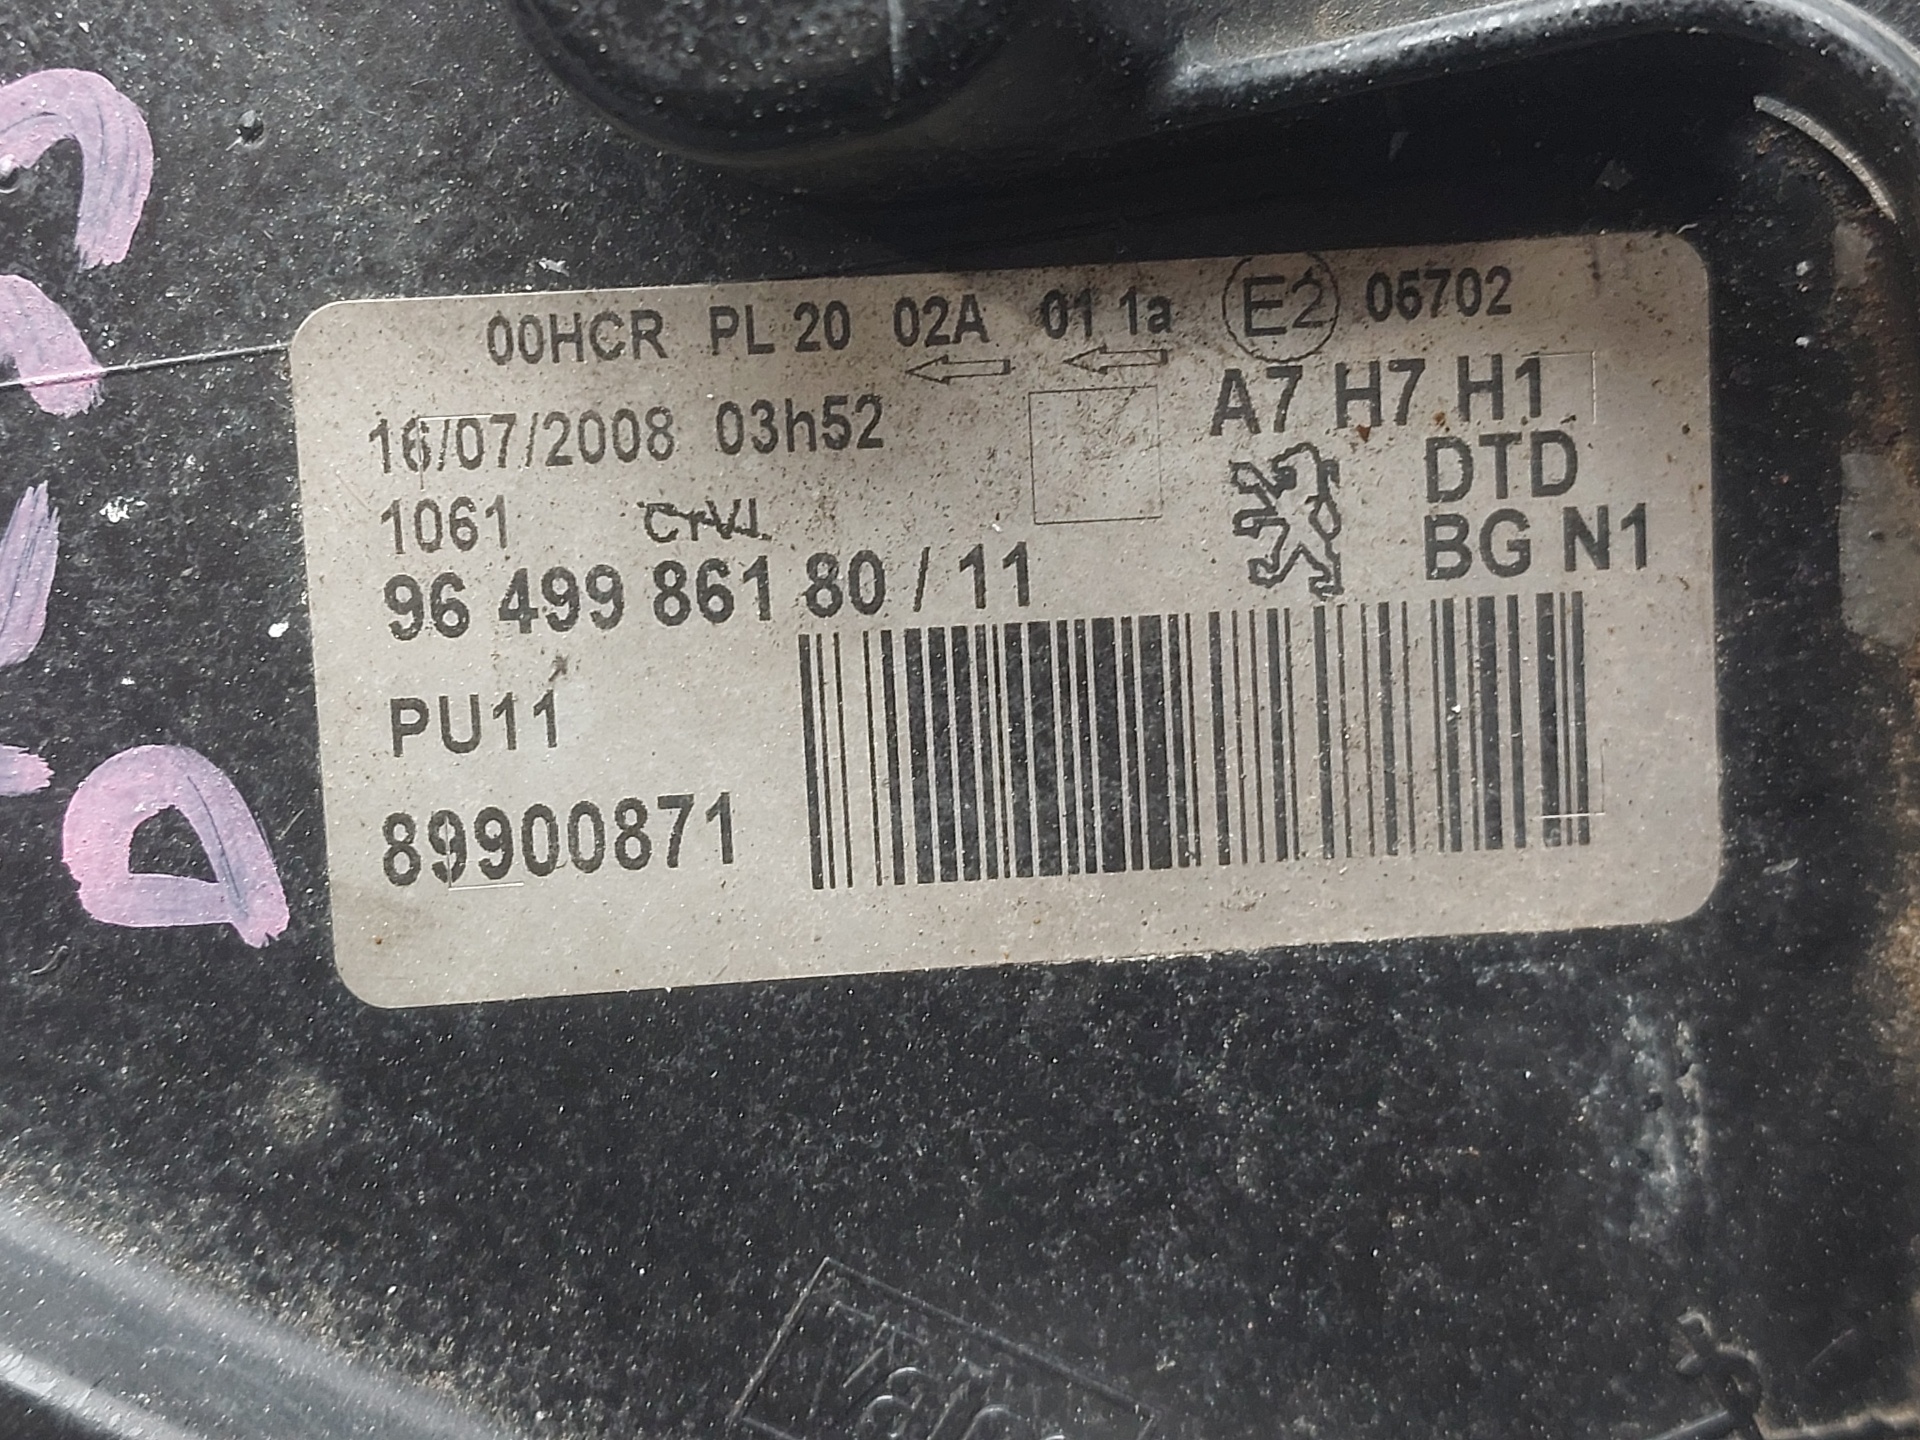 00HCR PL 20 02A 01 1a E2 05702
16/07/2008 03h52 A7 H7 H1
1061 DTD
96 499 861 80 / 11 BG N1
PU11
89900871